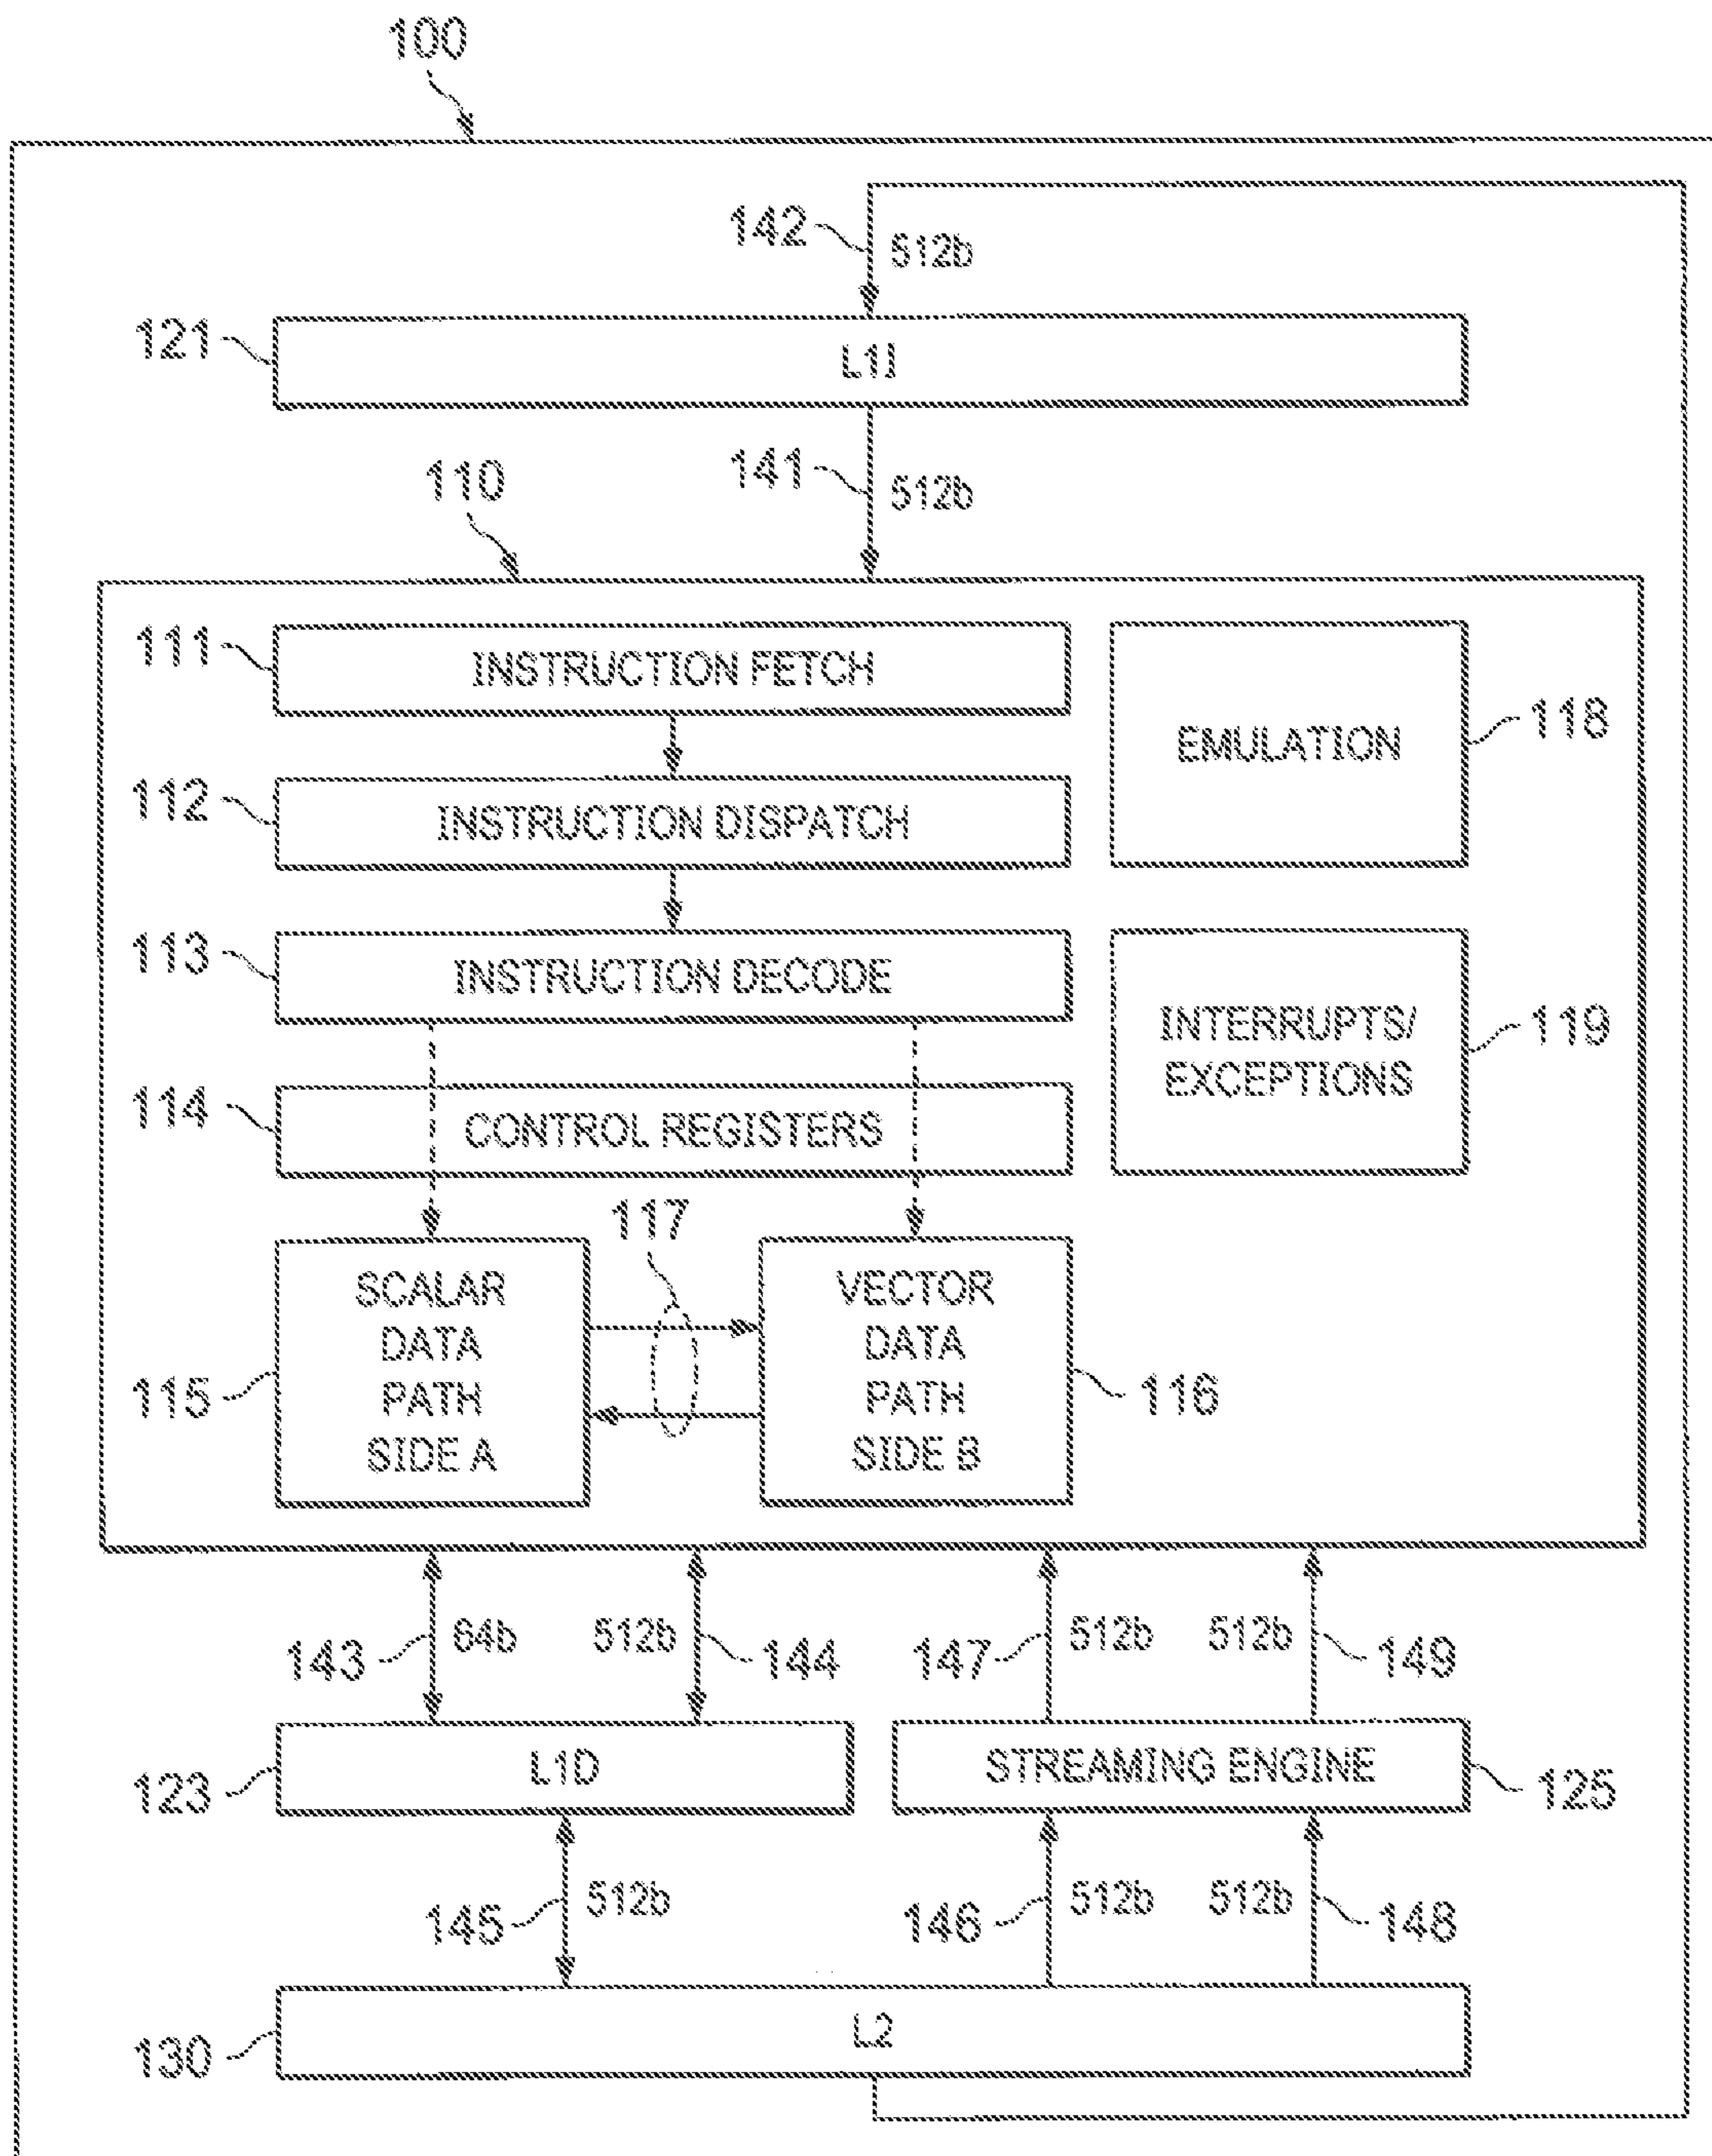 100
142
512b
121
L1I
141
512b
110
111
INSTRUCTION FETCH
EMULATION
118
112
INSTRUCTION DISPATCH
113
INSTRUCTION DECODE
INTERRUPTS/
EXCEPTIONS
119
114
CONTROL REGISTERS
117
SCALAR
DATA
PATH
SIDE A
115
VECTOR
DATA
PATH
SIDE B
116
143
64b
512b
144
147
512b
512b
149
123
L1D
STREAMING ENGINE
125
145
512b
146
512b
512b
148
130
L2